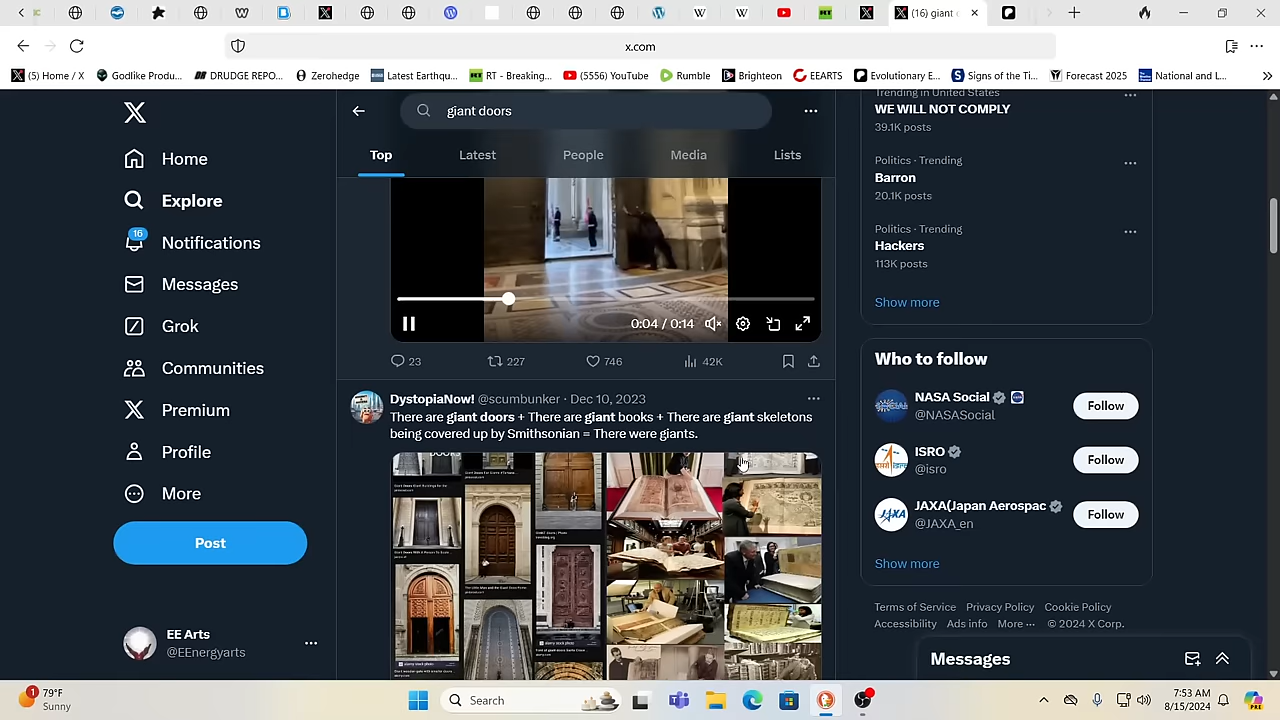 (16) giant e
x.com
(5) Home / X
Godlike Produ...
DRUDGE REPO...
Zerohedge
Latest Earthqu...
RT - Breaking...
(5556) YouTube
Rumble
Brighteon
EEARTS
Evolutionary E...
Signs of the Ti...
Forecast 2025
National and L...
Home
Explore
16
Notifications
Messages
Grok
Communities
Premium
Profile
More
Post
EE Arts
@EEnergyarts
giant doors
Top
Latest
People
Media
Lists
0:04 / 0:14
23
227
746
42K
DystopiaNow! @scumbunker · Dec 10, 2023
There are giant doors + There are giant books + There are giant skeletons
being covered up by Smithsonian = There were giants.
Trending in United States
WE WILL NOT COMPLY
39.1K posts
Politics · Trending
Barron
20.1K posts
Politics · Trending
Hackers
113K posts
Show more
Who to follow
NASA Social
@NASASocial
Follow
ISRO
@isro
Follow
JAXA(Japan Aerospac
@JAXA_en
Follow
Show more
Terms of Service Privacy Policy Cookie Policy
Accessibility Ads info More ... © 2024 X Corp.
Messages
1
79°F
Sunny
Search
7:53 AM
8/15/2024